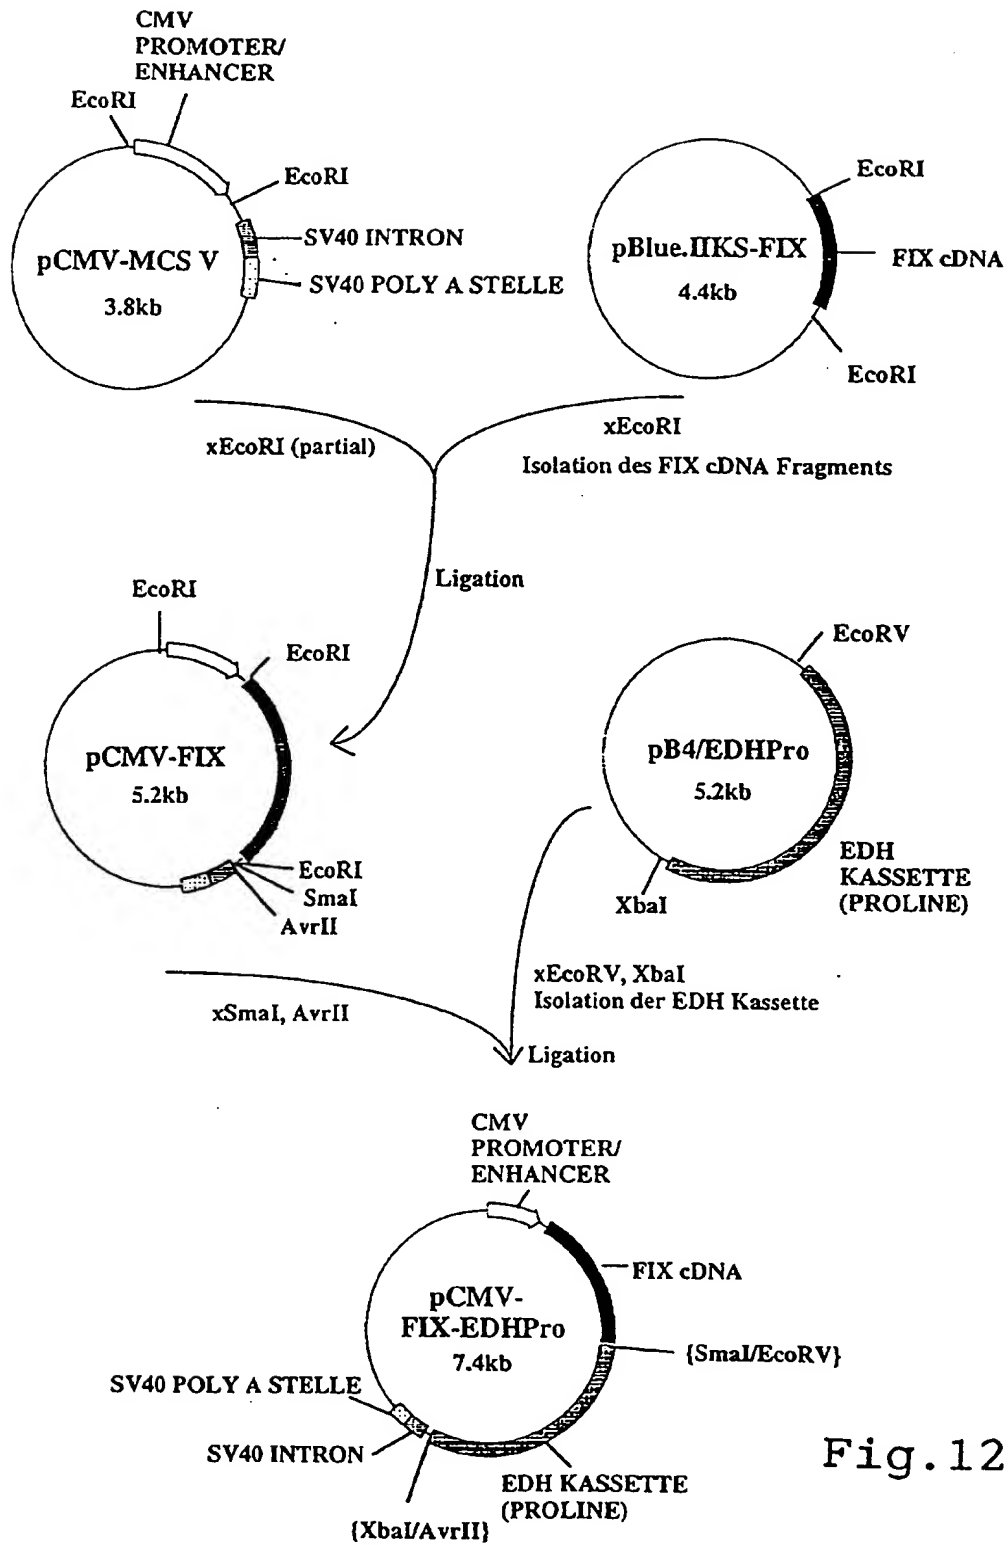 CMV
PROMOTER/
ENHANCER
EcoRI
EcoRI
SV40 INTRON
SV40 POLY A STELLE
pCMV-MCS V
3.8kb
EcoRI
pBlue.IIKS-FIX
4.4kb
FIX cDNA
EcoRI
xEcoRI (partial)
xEcoRI
Isolation des FIX cDNA Fragments
Ligation
EcoRI
EcoRI
pCMV-FIX
5.2kb
EcoRI
SmaI
AvrII
EcoRV
pB4/EDHPro
5.2kb
EDH
KASSETTE
(PROLINE)
XbaI
xSmaI, AvrII
xEcoRV, XbaI
Isolation der EDH Kassette
Ligation
CMV
PROMOTER/
ENHANCER
FIX cDNA
pCMV-
FIX-EDHPro
7.4kb
{SmaI/EcoRV}
SV40 POLY A STELLE
SV40 INTRON
EDH KASSETTE
(PROLINE)
{XbaI/AvrII}
Fig.12